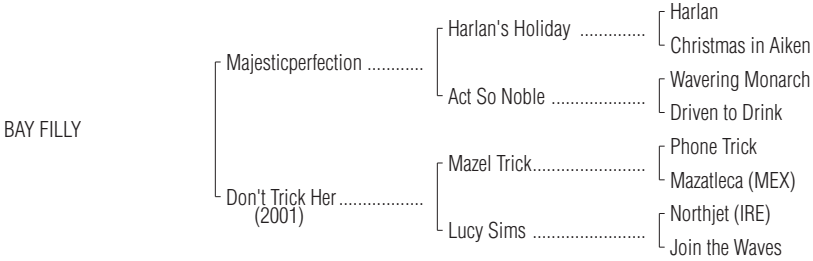 Harlan
Harlan's Holiday ..............
Christmas in Aiken
Majesticperfection ............
Wavering Monarch
Act So Noble ....................
Driven to Drink
BAY FILLY
Phone Trick
Mazel Trick........................
Mazatleca (MEX)
Don't Trick Her..................
(2001)
Northjet (IRE)
Lucy Sims ........................
Join the Waves